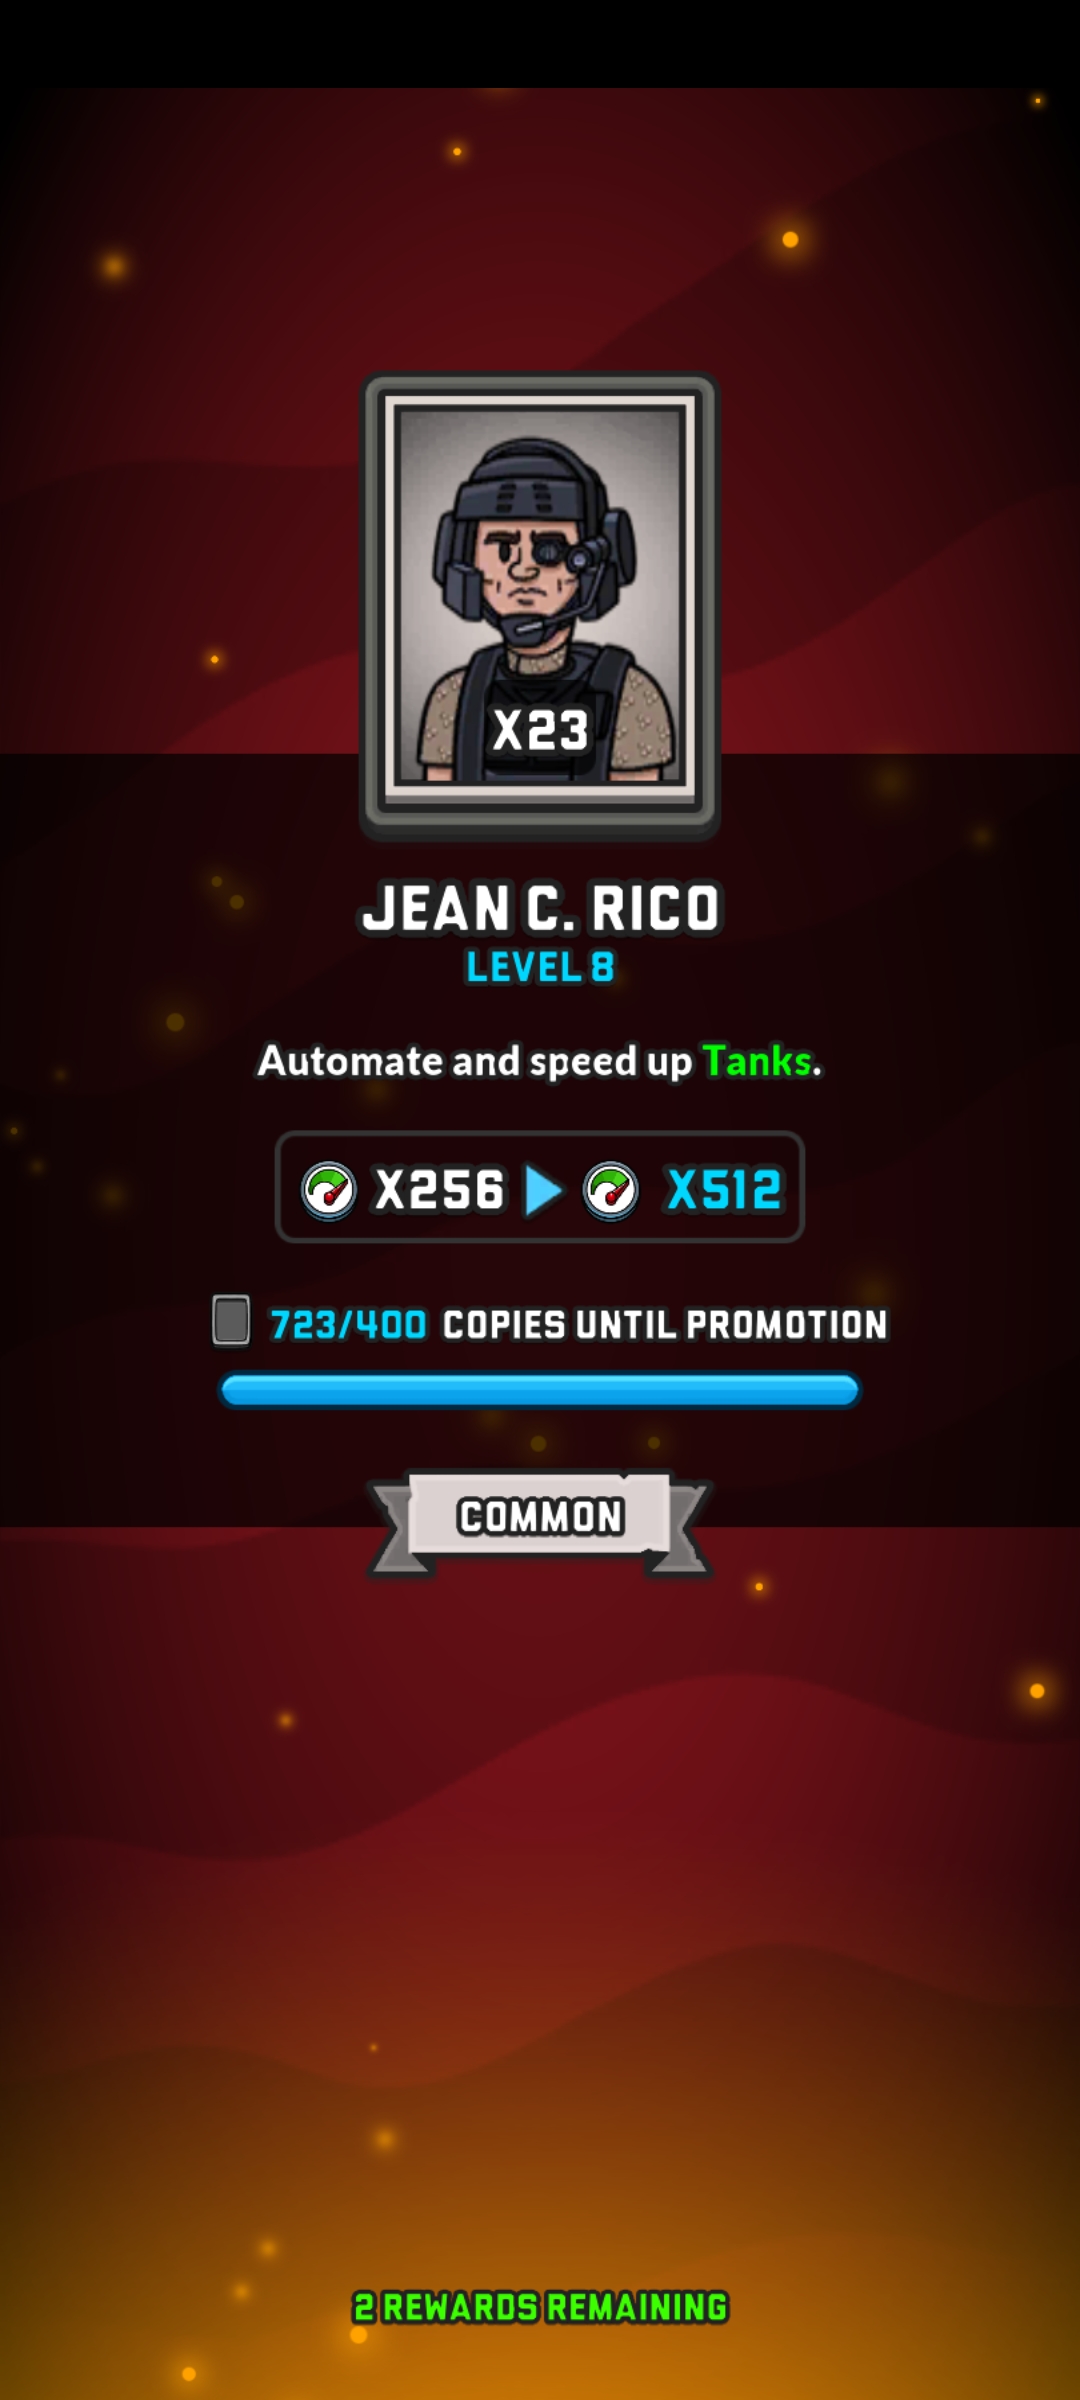 X23
JEAN C. RICO
LEVEL 8
Automate and speed up Tanks.
X256 X512
723/400 COPIES UNTIL PROMOTION
COMMON
2 REWARDS REMAINING